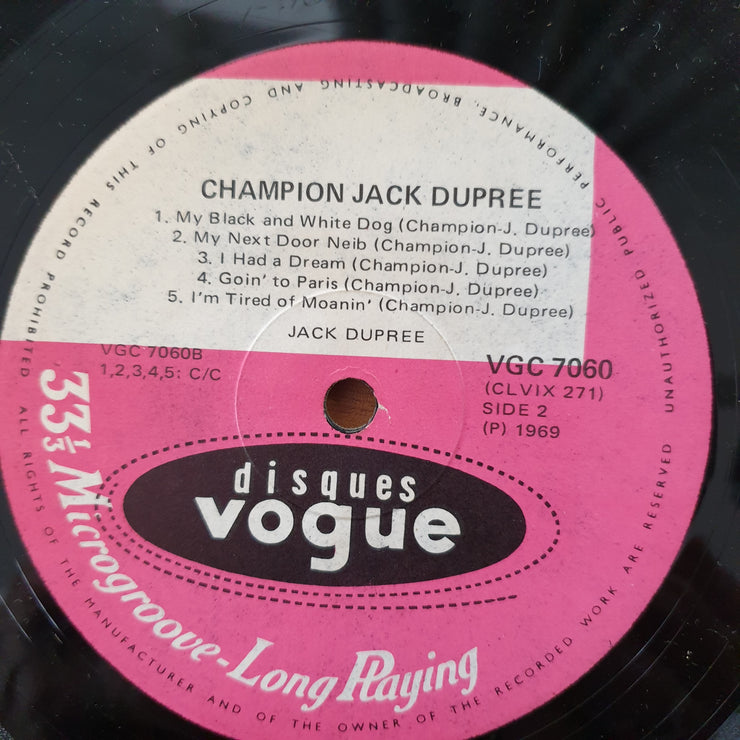 CHAMPION JACK DUPREE
1. My Black and White Dog (Champion-J. Dupree)
2. My Next Door Neib (Champion-J. Dupree)
3. I Had a Dream (Champion-J. Dupree)
4. Goin' to Paris (Champion-J. Dupree)
5. I'm Tired of Moanin' (Champion-J. Dupree)
JACK DUPREE
VGC 7060B
1,2,3,4,5: C/C
VGC 7060
(CLVIX 271)
SIDE 2
(P) 1969
disques
vogue
33⅓ Microgroove-Long Playing
ALL RIGHTS OF THE MANUFACTURER AND OF THE OWNER OF THE RECORDED WORK ARE RESERVED UNAUTHORIZED PUBLIC PERFORMANCE, BROADCASTING AND COPYING OF THIS RECORD PROHIBITED